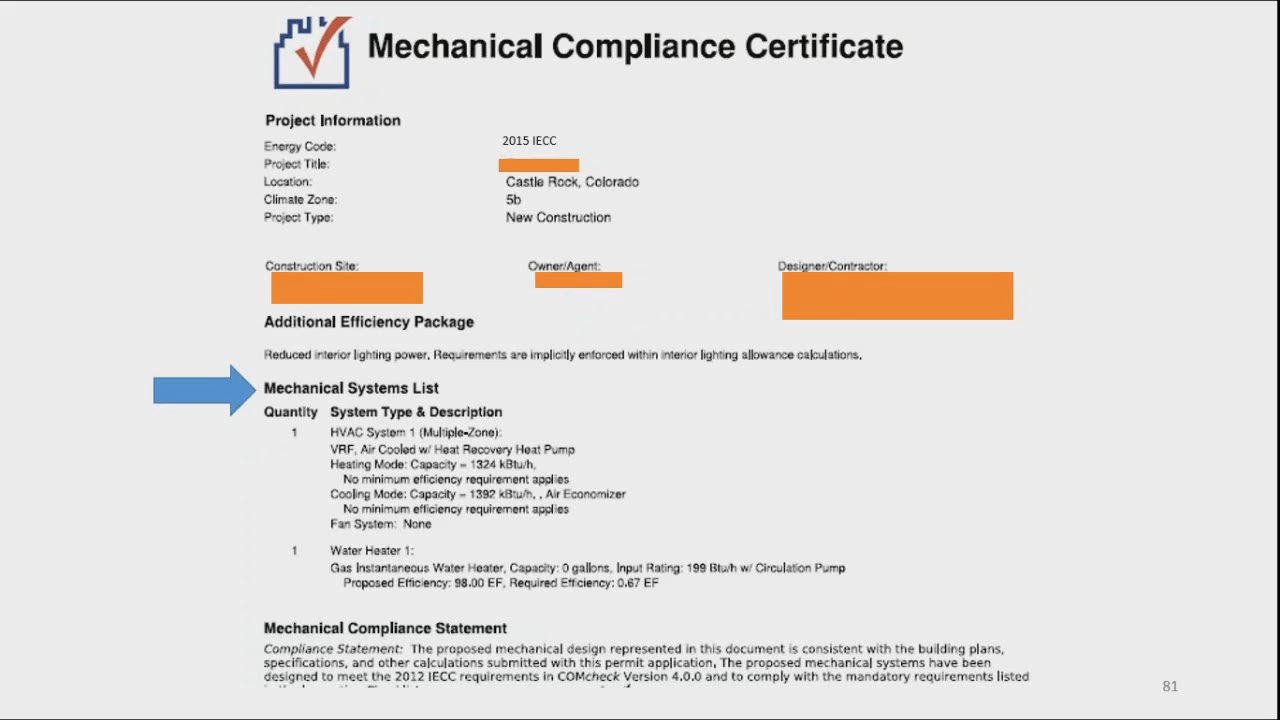 Mechanical Compliance Certificate
Project Information
Energy Code: 2015 IECC
Project Title:
Location: Castle Rock, Colorado
Climate Zone: 5b
Project Type: New Construction
Construction Site: Owner/Agent: Designer/Contractor:
Additional Efficiency Package
Reduced interior lighting power. Requirements are implicitly enforced within interior lighting allowance calculations.
Mechanical Systems List
Quantity System Type & Description
1 HVAC System 1 (Multiple-Zone):
VRF, Air Cooled w/ Heat Recovery Heat Pump
Heating Mode: Capacity = 1324 kBtu/h,
No minimum efficiency requirement applies
Cooling Mode: Capacity = 1392 kBtu/h, , Air Economizer
No minimum efficiency requirement applies
Fan System: None
1 Water Heater 1:
Gas Instantaneous Water Heater, Capacity: 0 gallons, Input Rating: 199 Btu/h w/ Circulation Pump
Proposed Efficiency: 98.00 EF, Required Efficiency: 0.67 EF
Mechanical Compliance Statement
Compliance Statement: The proposed mechanical design represented in this document is consistent with the building plans,
specifications, and other calculations submitted with this permit application. The proposed mechanical systems have been
designed to meet the 2012 IECC requirements in COMcheck Version 4.0.0 and to comply with the mandatory requirements listed
81